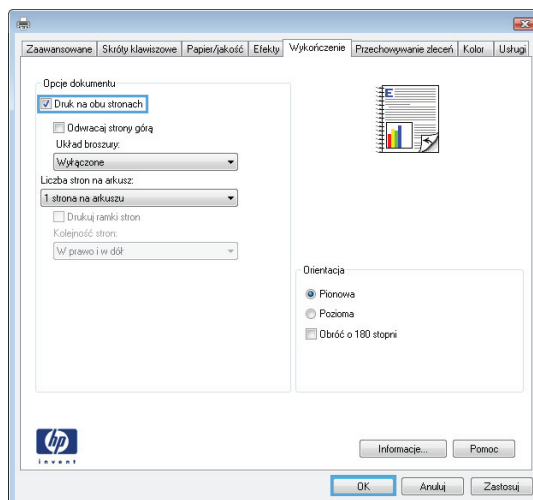 Zaawansowane Skróty klawiszowe Papier/jakość Efekty Wykończenie Przechowywanie zleceń Kolor Usługi
Opcje dokumentu
Druk na obu stronach
Odwracaj strony górą
Układ broszury:
Wyłączone
Liczba stron na arkusz:
1 strona na arkuszu
Drukuj ramki stron
Kolejność stron:
W prawo i w dół
E
Orientacja
Pionowa
Pozioma
Obróć o 180 stopni
hp
invent
Informacje... Pomoc
OK Anuluj Zastosuj